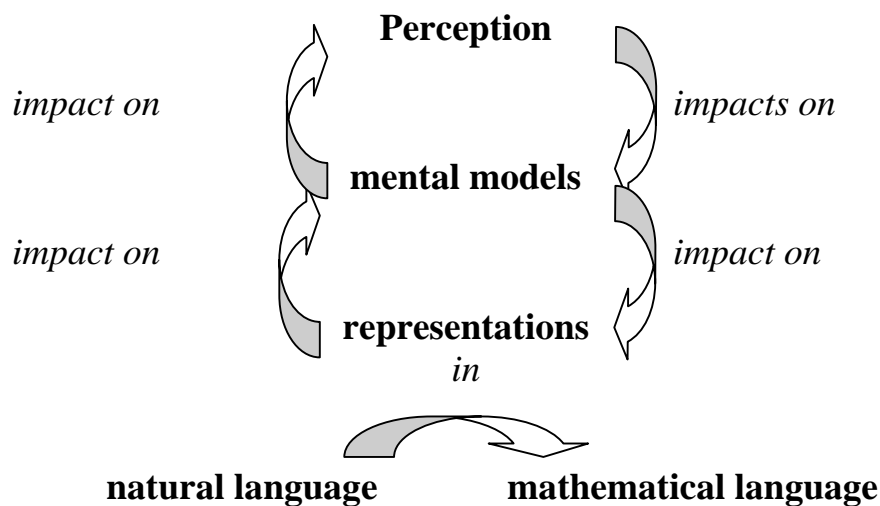 Perception
impact on impacts on
mental models
impact on impact on
representations
in
natural language mathematical language